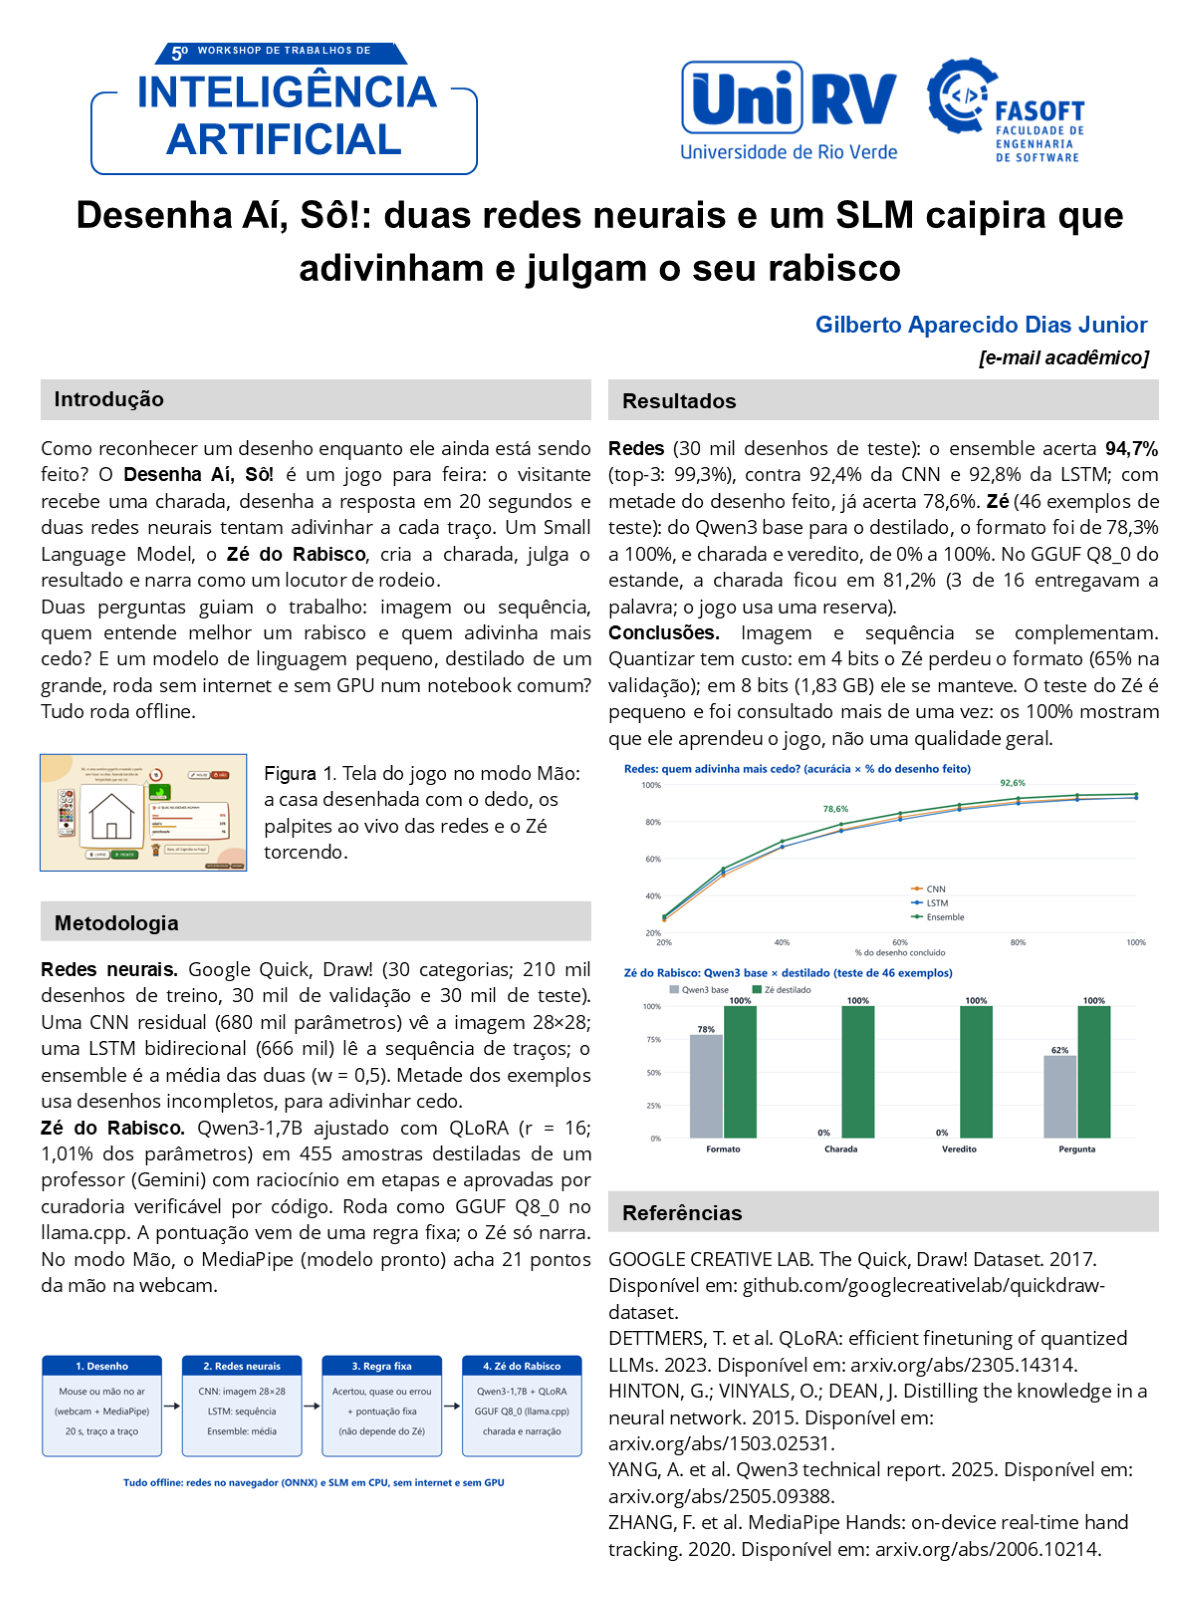 5º WORKSHOP DE TRABALHOS DE
INTELIGÊNCIA
ARTIFICIAL
UniRV
Universidade de Rio Verde
FASOFT
FACULDADE DE
ENGENHARIA
DE SOFTWARE
Desenha Aí, Sô!: duas redes neurais e um SLM caipira que
adivinham e julgam o seu rabisco
Gilberto Aparecido Dias Junior
[e-mail acadêmico]
Introdução
Como reconhecer um desenho enquanto ele ainda está sendo
feito? O Desenha Aí, Sô! é um jogo para feira: o visitante
recebe uma charada, desenha a resposta em 20 segundos e
duas redes neurais tentam adivinhar a cada traço. Um Small
Language Model, o Zé do Rabisco, cria a charada, julga o
resultado e narra como um locutor de rodeio.
Duas perguntas guiam o trabalho: imagem ou sequência,
quem entende melhor um rabisco e quem adivinha mais
cedo? E um modelo de linguagem pequeno, destilado de um
grande, roda sem internet e sem GPU num notebook comum?
Tudo roda offline.
Figura 1. Tela do jogo no modo Mão:
a casa desenhada com o dedo, os
palpites ao vivo das redes e o Zé
torcendo.
Metodologia
Redes neurais. Google Quick, Draw! (30 categorias; 210 mil
desenhos de treino, 30 mil de validação e 30 mil de teste).
Uma CNN residual (680 mil parâmetros) vê a imagem 28×28;
uma LSTM bidirecional (666 mil) lê a sequência de traços; o
ensemble é a média das duas (w = 0,5). Metade dos exemplos
usa desenhos incompletos, para adivinhar cedo.
Zé do Rabisco. Qwen3-1,7B ajustado com QLoRA (r = 16;
1,01% dos parâmetros) em 455 amostras destiladas de um
professor (Gemini) com raciocínio em etapas e aprovadas por
curadoria verificável por código. Roda como GGUF Q8_0 no
llama.cpp. A pontuação vem de uma regra fixa; o Zé só narra.
No modo Mão, o MediaPipe (modelo pronto) acha 21 pontos
da mão na webcam.
1. Desenho
Mouse ou mão no ar
(webcam + MediaPipe)
20 s, traço a traço
2. Redes neurais
CNN: imagem 28×28
LSTM: sequência
Ensemble: média
3. Regra fixa
Acertou, quase ou errou
+ pontuação fixa
(não depende do Zé)
4. Zé do Rabisco
Qwen3-1,7B + QLoRA
GGUF Q8_0 (llama.cpp)
charada e narração
Tudo offline: redes no navegador (ONNX) e SLM em CPU, sem internet e sem GPU
Resultados
Redes (30 mil desenhos de teste): o ensemble acerta 94,7%
(top-3: 99,3%), contra 92,4% da CNN e 92,8% da LSTM; com
metade do desenho feito, já acerta 78,6%. Zé (46 exemplos de
teste): do Qwen3 base para o destilado, o formato foi de 78,3%
a 100%, e charada e veredito, de 0% a 100%. No GGUF Q8_0 do
estande, a charada ficou em 81,2% (3 de 16 entregavam a
palavra; o jogo usa uma reserva).
Conclusões. Imagem e sequência se complementam.
Quantizar tem custo: em 4 bits o Zé perdeu o formato (65% na
validação); em 8 bits (1,83 GB) ele se manteve. O teste do Zé é
pequeno e foi consultado mais de uma vez: os 100% mostram
que ele aprendeu o jogo, não uma qualidade geral.
Redes: quem adivinha mais cedo? (acurácia × % do desenho feito)
100%
80%
60%
40%
20%
78,6%
92,6%
CNN
LSTM
Ensemble
20%
40%
60%
80%
100%
% do desenho concluído
Zé do Rabisco: Qwen3 base × destilado (teste de 46 exemplos)
Qwen3 base
Zé destilado
100%
75%
50%
25%
0%
78%
100%
0%
100%
0%
100%
62%
100%
Formato
Charada
Veredito
Pergunta
Referências
GOOGLE CREATIVE LAB. The Quick, Draw! Dataset. 2017.
Disponível em: github.com/googlecreativelab/quickdraw-
dataset.
DETTMERS, T. et al. QLoRA: efficient finetuning of quantized
LLMs. 2023. Disponível em: arxiv.org/abs/2305.14314.
HINTON, G.; VINYALS, O.; DEAN, J. Distilling the knowledge in a
neural network. 2015. Disponível em:
arxiv.org/abs/1503.02531.
YANG, A. et al. Qwen3 technical report. 2025. Disponível em:
arxiv.org/abs/2505.09388.
ZHANG, F. et al. MediaPipe Hands: on-device real-time hand
tracking. 2020. Disponível em: arxiv.org/abs/2006.10214.